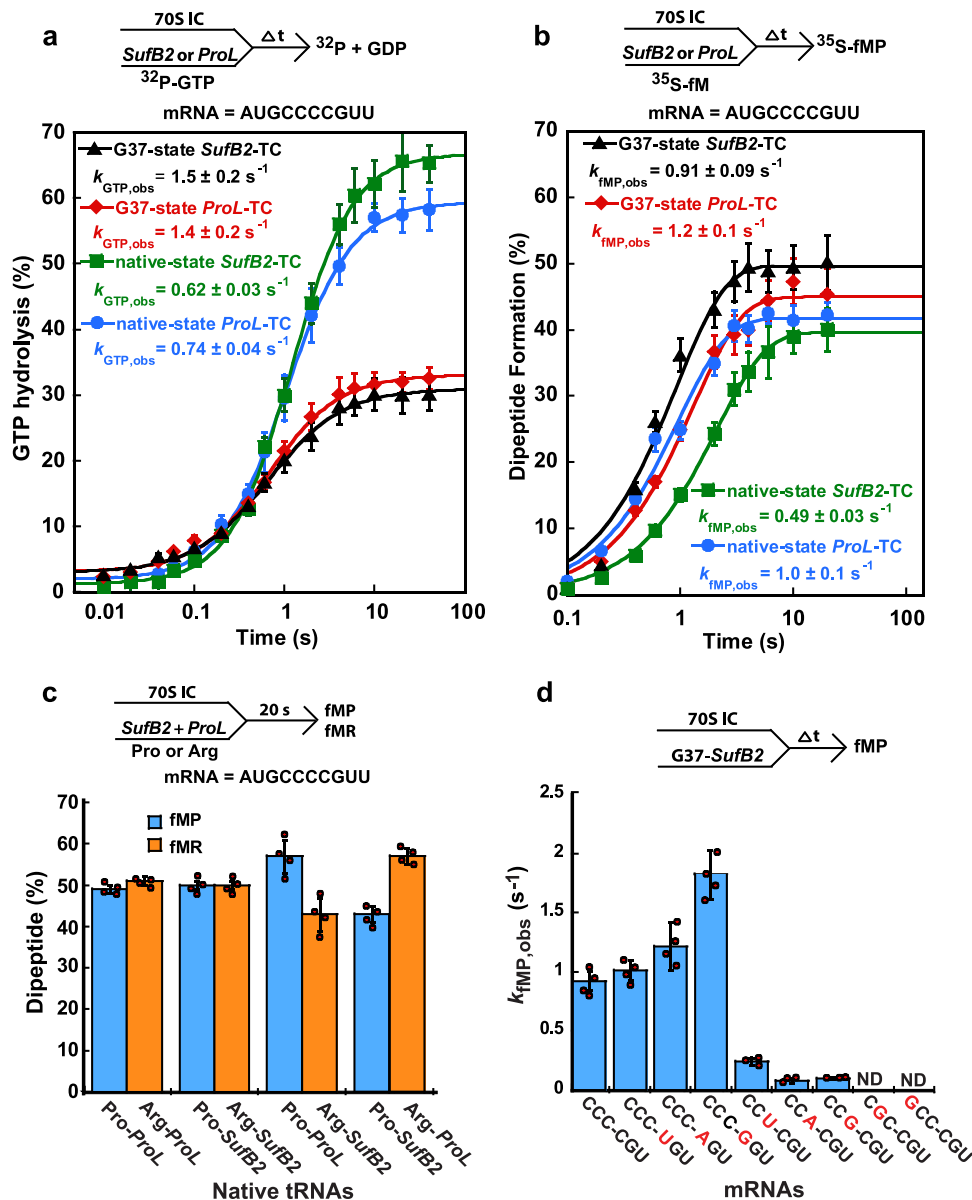 a
70S IC
SufB2 or ProL
32P-GTP
Δt
32P + GDP
mRNA = AUGCCCCGUU
GTP hydrolysis (%)
70
60
50
40
30
20
10
0
G37-state SufB2-TC
kGTP,obs = 1.5 ± 0.2 s-1
G37-state ProL-TC
kGTP,obs = 1.4 ± 0.2 s-1
native-state SufB2-TC
kGTP,obs = 0.62 ± 0.03 s-1
native-state ProL-TC
kGTP,obs = 0.74 ± 0.04 s-1
0.01 0.1 1 10 100
Time (s)
b
70S IC
SufB2 or ProL
35S-fM
Δt
35S-fMP
mRNA = AUGCCCCGUU
Dipeptide Formation (%)
70
60
50
40
30
20
10
0
G37-state SufB2-TC
kfMP,obs = 0.91 ± 0.09 s-1
G37-state ProL-TC
kfMP,obs = 1.2 ± 0.1 s-1
native-state SufB2-TC
kfMP,obs = 0.49 ± 0.03 s-1
native-state ProL-TC
kfMP,obs = 1.0 ± 0.1 s-1
0.1 1 10 100
Time (s)
c
70S IC
SufB2 + ProL
Pro or Arg
20 s
fMP
fMR
mRNA = AUGCCCCGUU
Dipeptide (%)
70
60
50
40
30
20
10
0
fMP
fMR
Pro-ProL
Arg-ProL
Pro-SufB2
Arg-SufB2
Pro-ProL
Arg-SufB2
Pro-SufB2
Arg-ProL
Native tRNAs
d
70S IC
G37-SufB2
Δt
fMP
kfMP,obs (s-1)
2.5
2
1.5
1
0.5
0
ND
ND
CCC-CGU
CCC-UGU
CCC-AGU
CCC-GGU
CCU-CGU
CCA-CGU
CCG-CGU
CGC-CGU
GCC-CGU
mRNAs